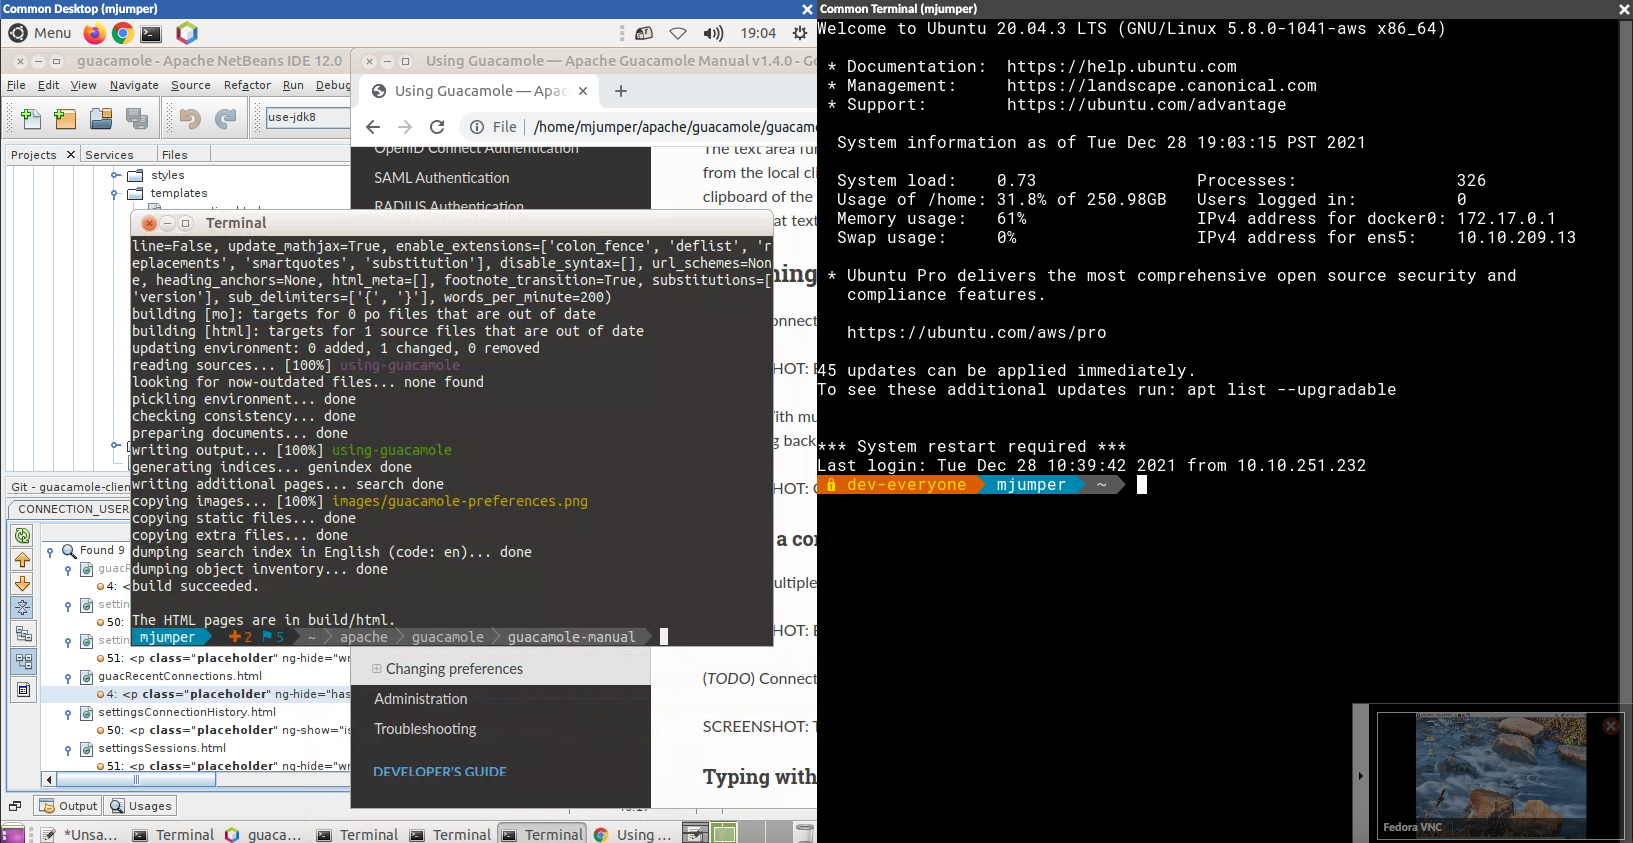 Common Desktop (mjumper)
Menu
19:04
guacamole - Apache NetBeans IDE 12.0
Using Guacamole — Apache Guacamole Manual v1.4.0 - Go
File Edit View Navigate Source Refactor Run Debug
Using Guacamole — Apac
use-jdk8
File
/home/mjumper/apache/guacamole/guacam
Projects
Services
Files
styles
templates
OpenID Connect Authentication
SAML Authentication
RADIUS Authentication
The text area fun
from the local cli
clipboard of the
at text
Terminal
line=False, update_mathjax=True, enable_extensions=['colon_fence', 'deflist', 'r
eplacements', 'smartquotes', 'substitution'], disable_syntax=[], url_schemes=Non
e, heading_anchors=None, html_meta=[], footnote_transition=True, substitutions=[
'version'], sub_delimiters=['{', '}'], words_per_minute=200)
building [mo]: targets for 0 po files that are out of date
building [html]: targets for 1 source files that are out of date
updating environment: 0 added, 1 changed, 0 removed
reading sources... [100%] using-guacamole
looking for now-outdated files... none found
pickling environment... done
checking consistency... done
preparing documents... done
writing output... [100%] using-guacamole
generating indices... genindex done
writing additional pages... search done
copying images... [100%] images/guacamole-preferences.png
copying static files... done
copying extra files... done
dumping search index in English (code: en)... done
dumping object inventory... done
build succeeded.
The HTML pages are in build/html.
mjumper 2 5 ~ apache guacamole guacamole-manual
ning
onnect
HOT: E
ith mu
g back
HOT: C
a cor
ultiple
HOT: E
Git - guacamole-clien
CONNECTION_USER
Found 9
guacR
4: <
settin
50:
settin
51: <p class="placeholder" ng-hide="wr
guacRecentConnections.html
4: <p class="placeholder" ng-hide="has
settingsConnectionHistory.html
50: <p class="placeholder" ng-show="is
settingsSessions.html
51: <p class="placeholder" ng-hide="wr
Output
Usages
Changing preferences
Administration
Troubleshooting
DEVELOPER'S GUIDE
(TODO) Connect
SCREENSHOT: T
Typing with
*Unsa...
Terminal
guaca...
Terminal
Terminal
Terminal
Using ...
Common Terminal (mjumper)
Welcome to Ubuntu 20.04.3 LTS (GNU/Linux 5.8.0-1041-aws x86_64)
* Documentation: https://help.ubuntu.com
* Management: https://landscape.canonical.com
* Support: https://ubuntu.com/advantage
System information as of Tue Dec 28 19:03:15 PST 2021
System load: 0.73 Processes: 326
Usage of /home: 31.8% of 250.98GB Users logged in: 0
Memory usage: 61% IPv4 address for docker0: 172.17.0.1
Swap usage: 0% IPv4 address for ens5: 10.10.209.13
* Ubuntu Pro delivers the most comprehensive open source security and
compliance features.
https://ubuntu.com/aws/pro
45 updates can be applied immediately.
To see these additional updates run: apt list --upgradable
*** System restart required ***
Last login: Tue Dec 28 10:39:42 2021 from 10.10.251.232
dev-everyone mjumper ~
Fedora VNC